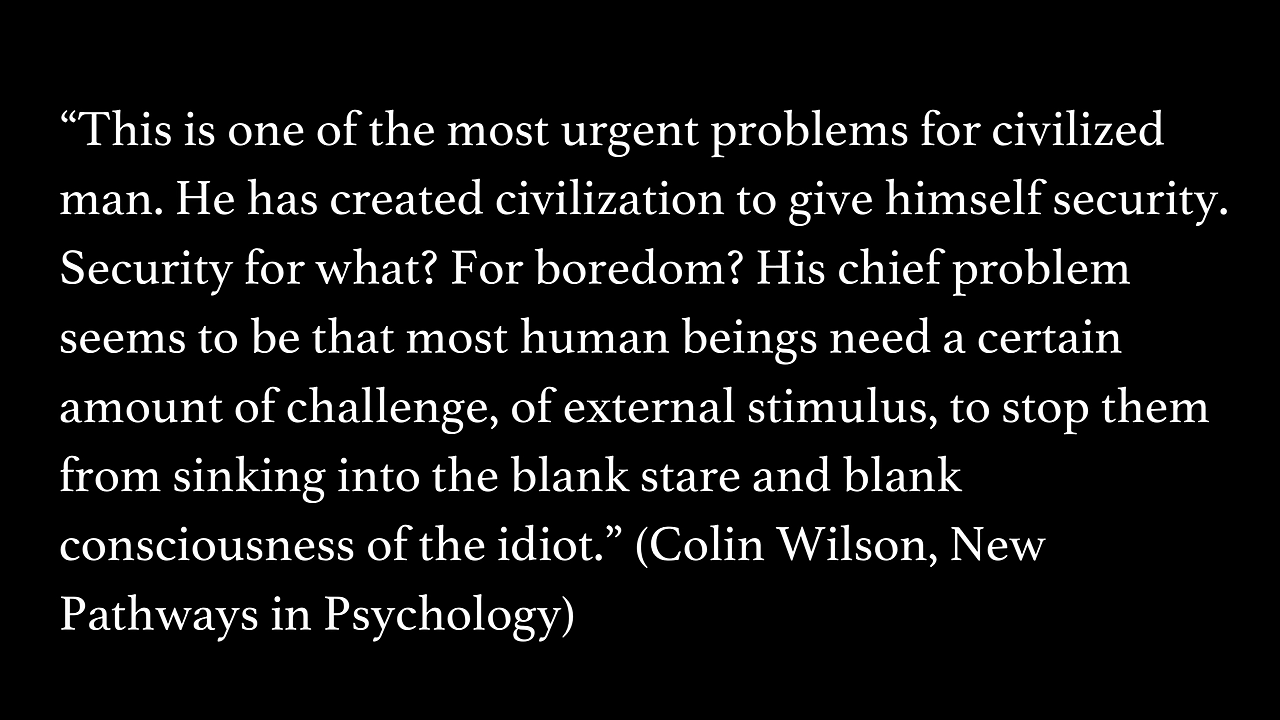 “This is one of the most urgent problems for civilized
man. He has created civilization to give himself security.
Security for what? For boredom? His chief problem
seems to be that most human beings need a certain
amount of challenge, of external stimulus, to stop them
from sinking into the blank stare and blank
consciousness of the idiot.” (Colin Wilson, New
Pathways in Psychology)